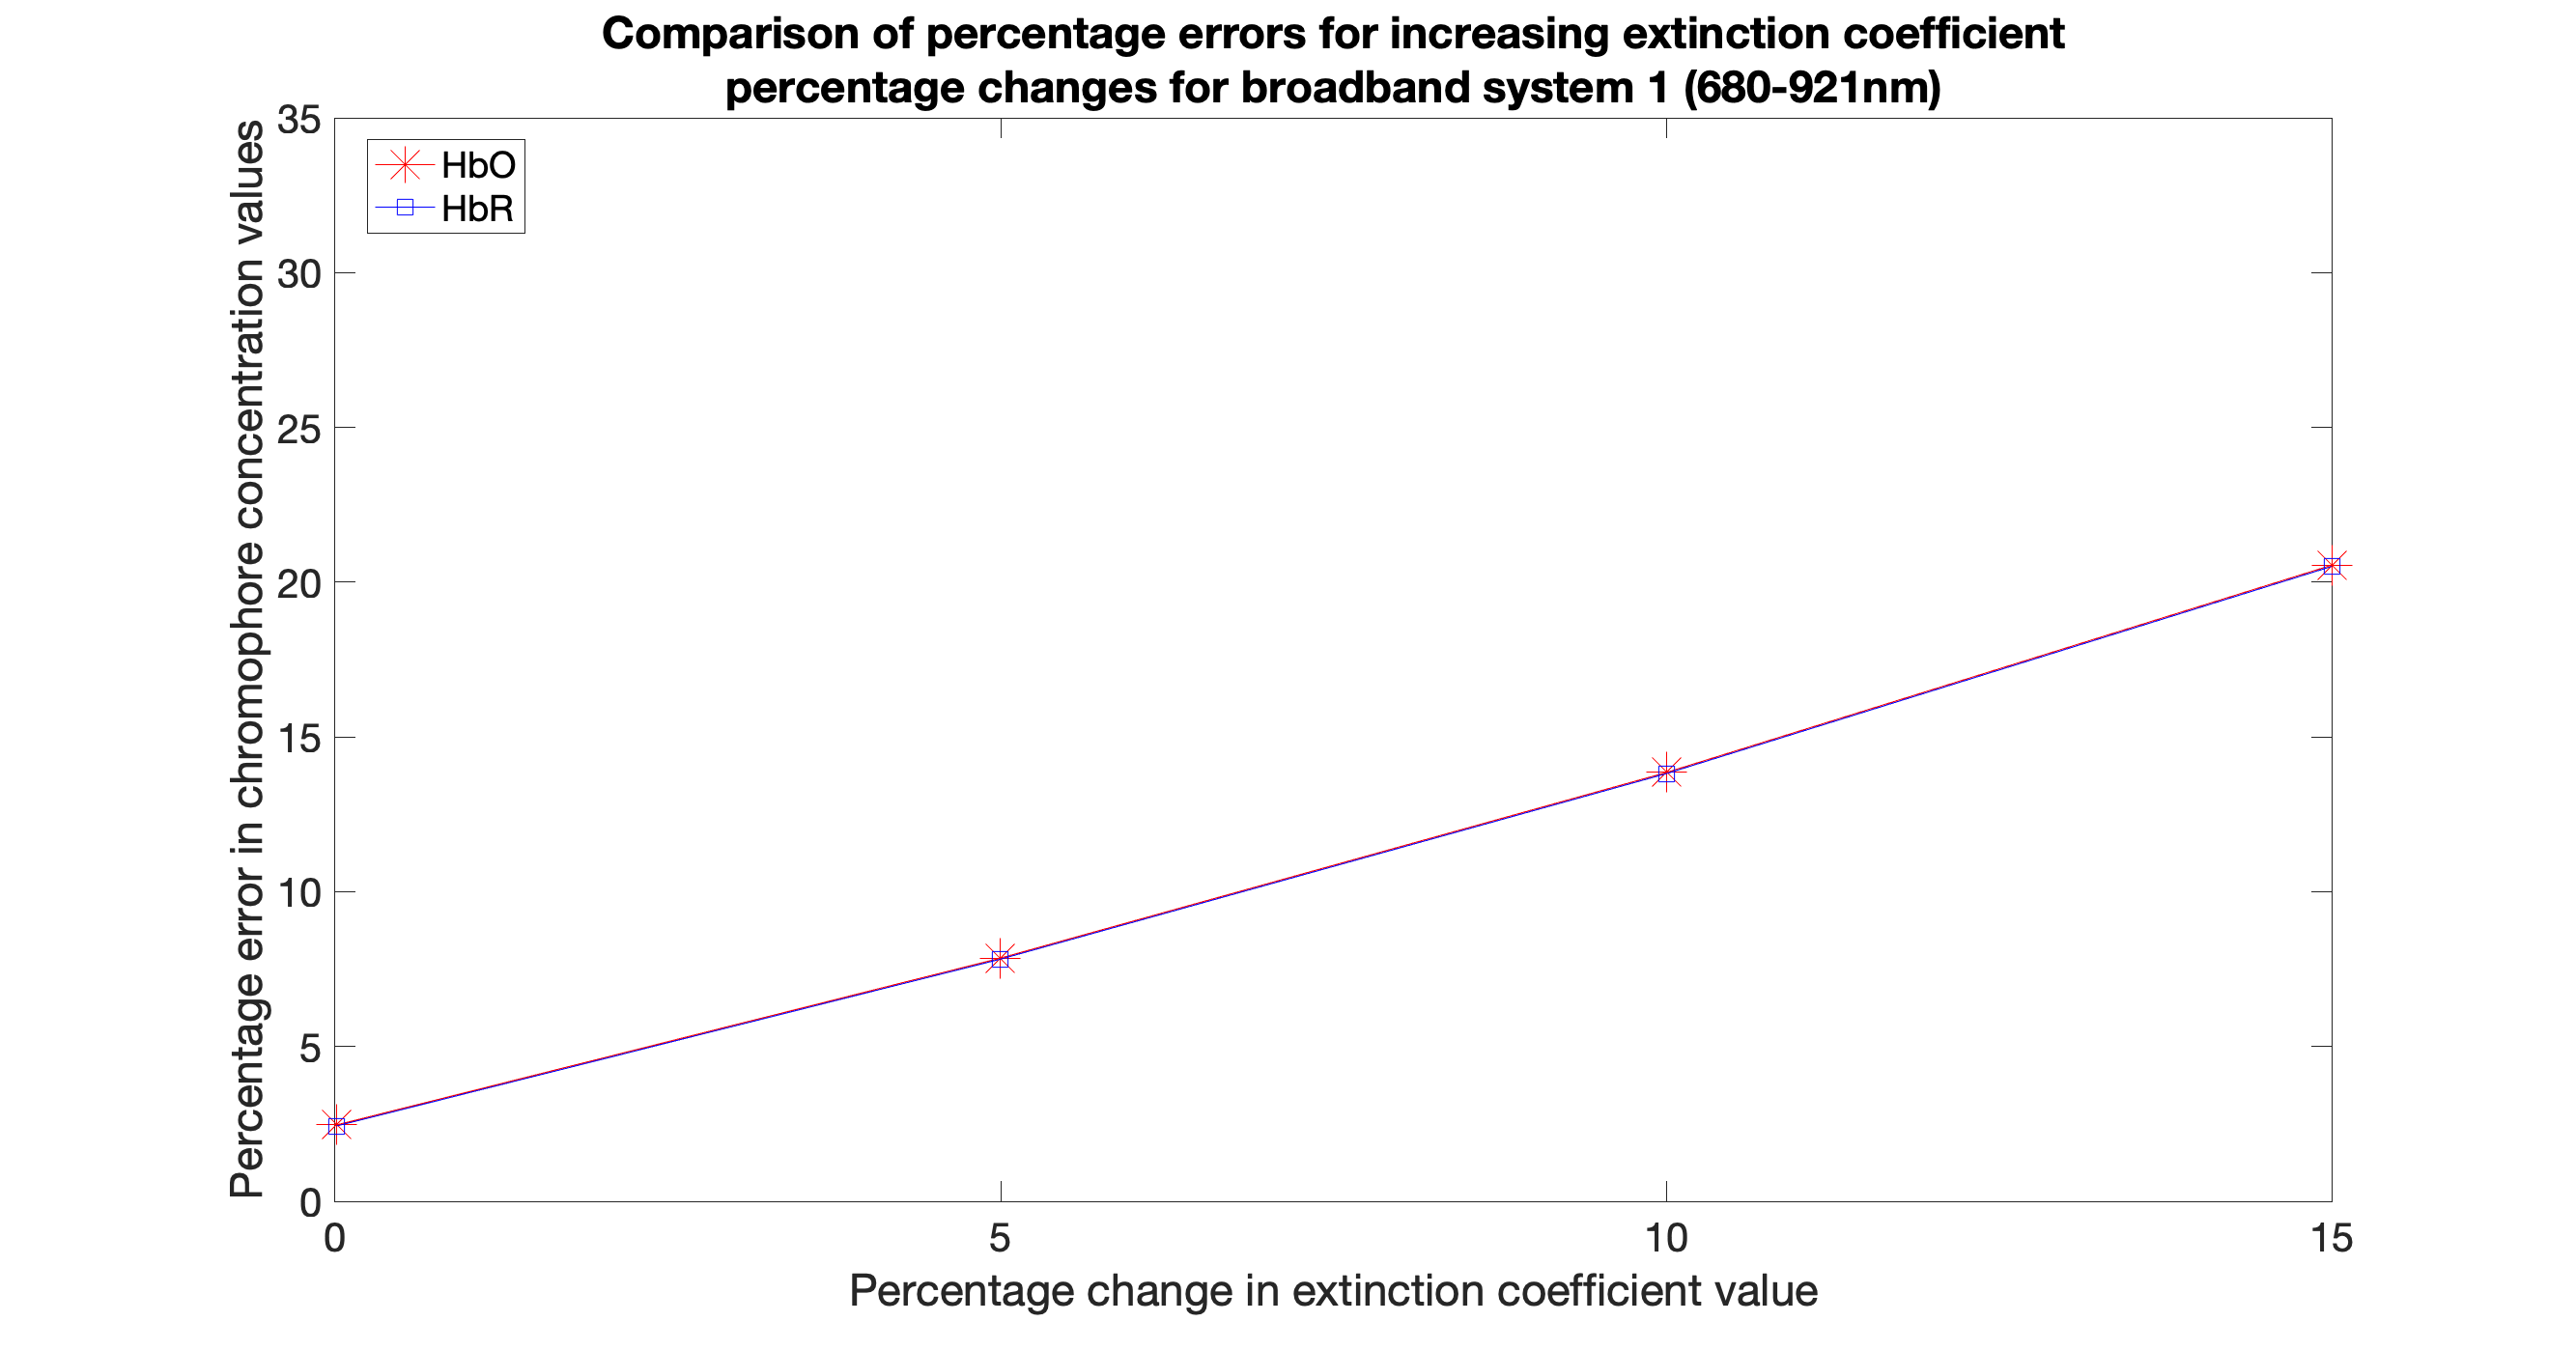 Comparison of percentage errors for increasing extinction coefficient
percentage changes for broadband system 1 (680-921nm)
Percentage error in chromophore concentration values
35
30
25
20
15
10
5
0
HbO
HbR
0 5 10 15
Percentage change in extinction coefficient value